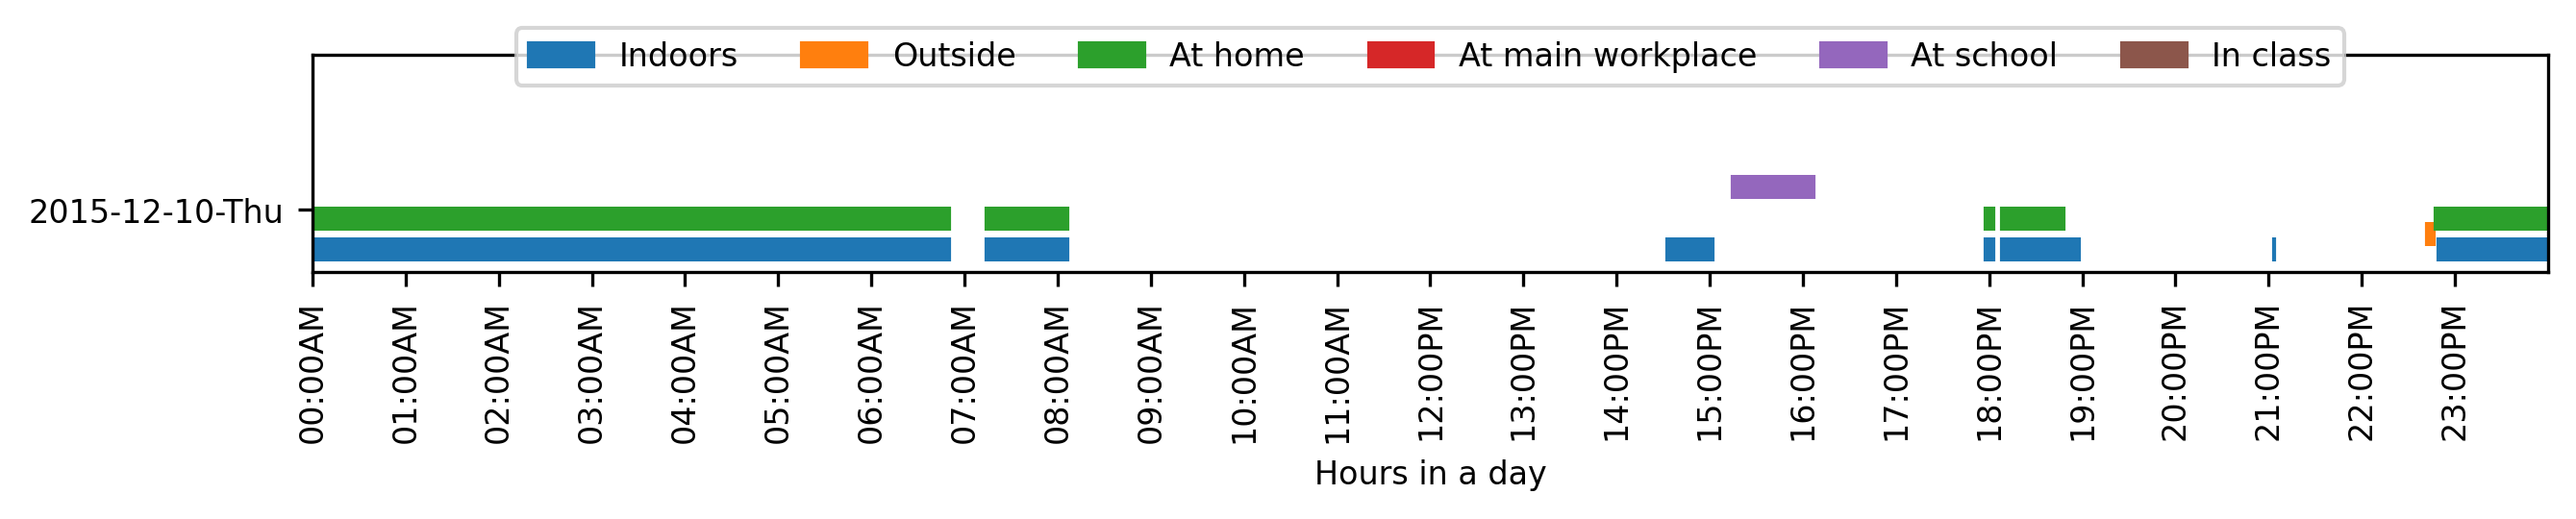 Indoors Outside At home At main workplace At school In class
2015-12-10-Thu
00:00AM 01:00AM 02:00AM 03:00AM 04:00AM 05:00AM 06:00AM 07:00AM 08:00AM 09:00AM 10:00AM 11:00AM 12:00PM 13:00PM 14:00PM 15:00PM 16:00PM 17:00PM 18:00PM 19:00PM 20:00PM 21:00PM 22:00PM 23:00PM
Hours in a day